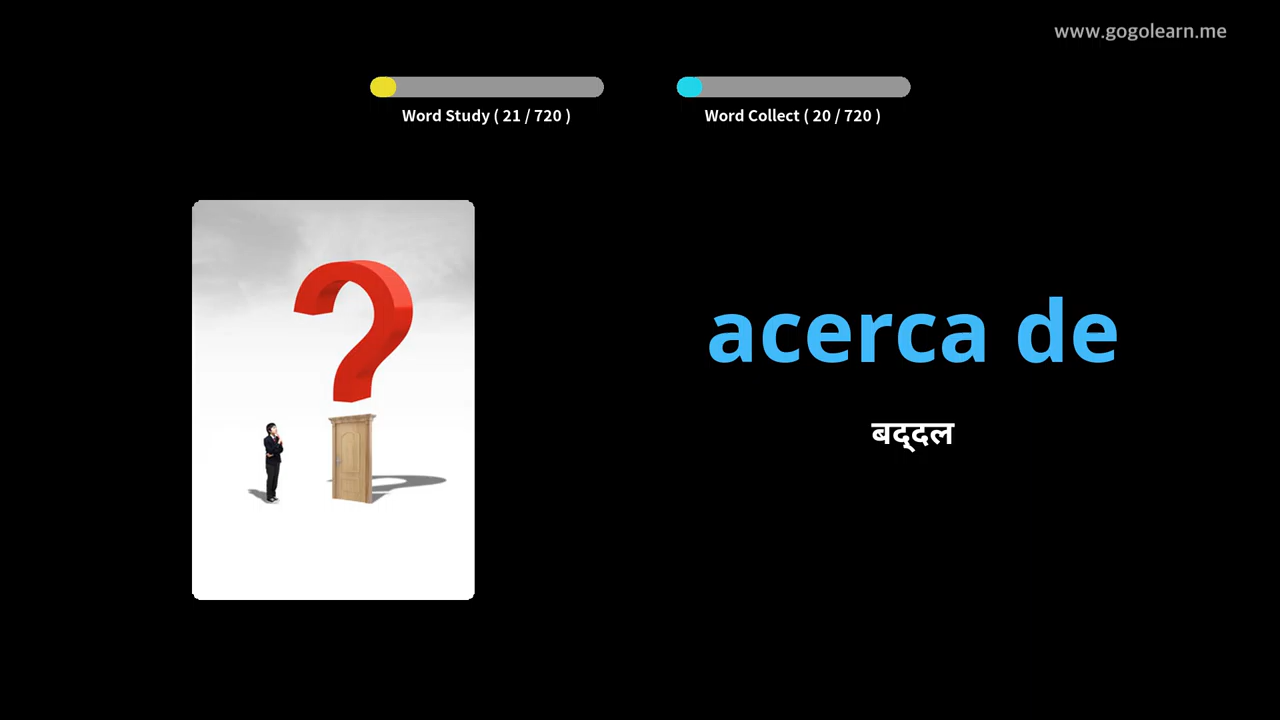 www.gogolearn.me
Word Study ( 21 / 720 )
Word Collect ( 20 / 720 )
acerca de
बद्दल